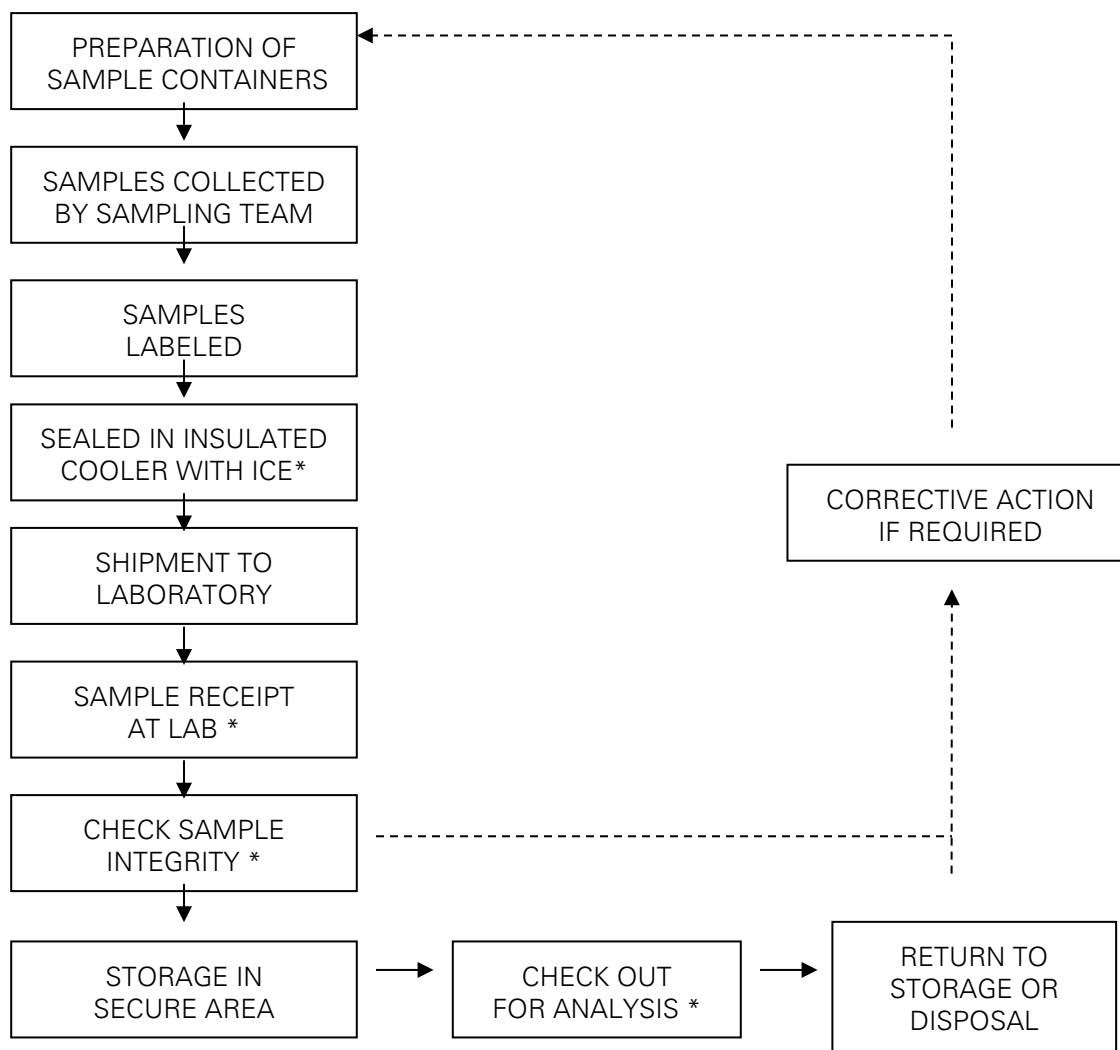 PREPARATION OF
SAMPLE CONTAINERS
SAMPLES COLLECTED
BY SAMPLING TEAM
SAMPLES
LABELED
SEALED IN INSULATED
COOLER WITH ICE*
CORRECTIVE ACTION
IF REQUIRED
SHIPMENT TO
LABORATORY
SAMPLE RECEIPT
AT LAB *
CHECK SAMPLE
INTEGRITY *
STORAGE IN
SECURE AREA
CHECK OUT
FOR ANALYSIS *
RETURN TO
STORAGE OR
DISPOSAL